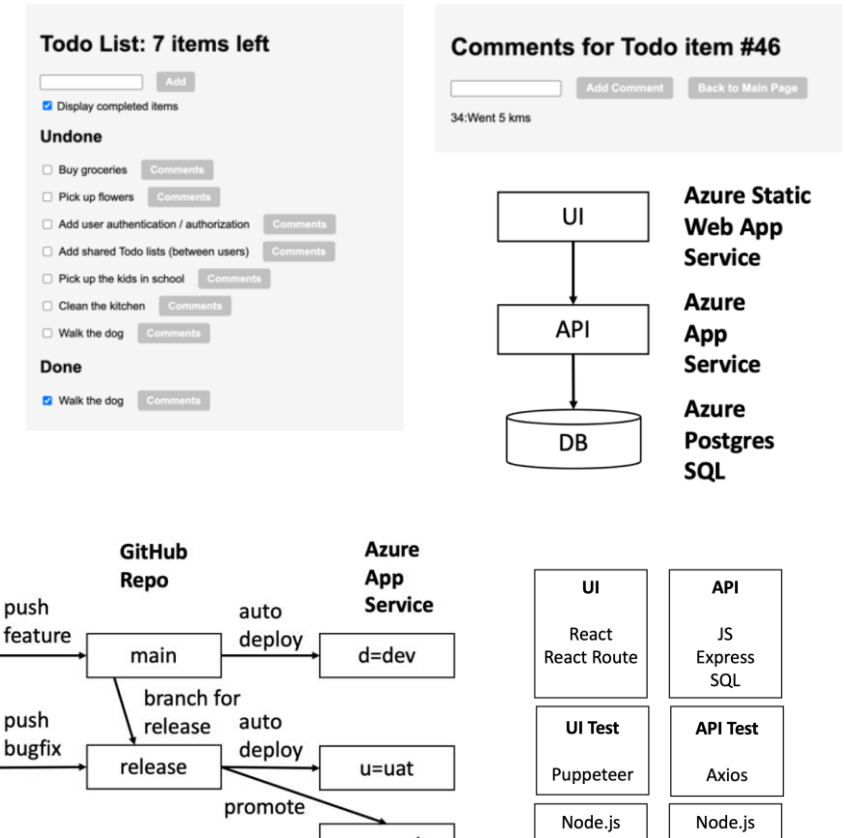 Todo List: 7 items left
Add
Display completed items
Undone
Buy groceries Comments
Pick up flowers Comments
Add user authentication / authorization Comments
Add shared Todo lists (between users) Comments
Pick up the kids in school Comments
Clean the kitchen Comments
Walk the dog Comments
Done
Walk the dog Comments
Comments for Todo item #46
Add Comment Back to Main Page
34:Went 5 kms
UI
Azure Static
Web App
Service
API
Azure
App
Service
DB
Azure
Postgres
SQL
GitHub
Repo
Azure
App
Service
push
feature
main
auto
deploy
d=dev
branch for
release
push
bugfix
release
auto
deploy
u=uat
promote
UI
React
React Route
API
JS
Express
SQL
UI Test
Puppeteer
API Test
Axios
Node.js
Node.js